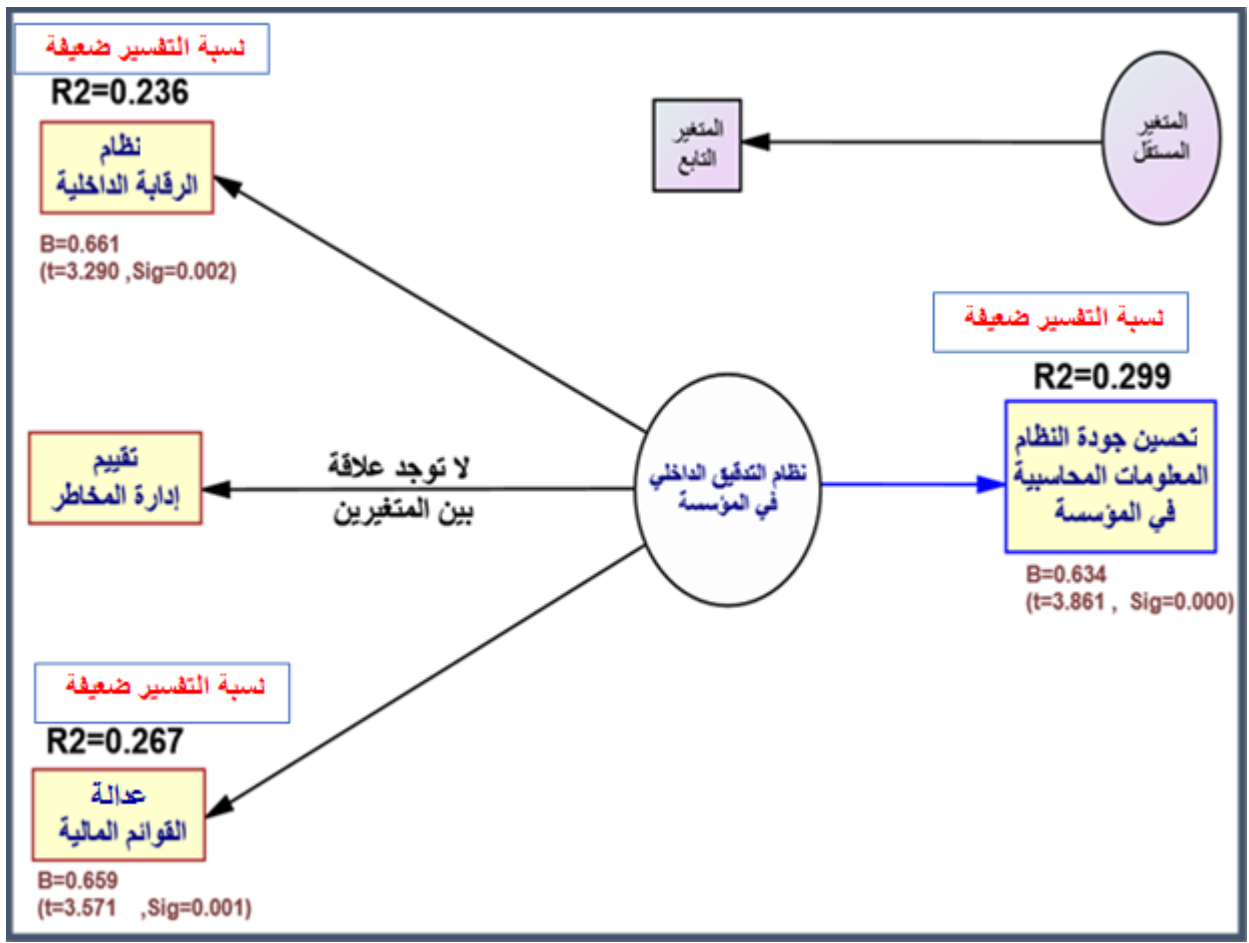 نسبة التفسير ضعيفة
R2=0.236
نظام
الرقابة الداخلية
B=0.661
(t=3.290 ,Sig=0.002)
المتغير
المستقل
المتغير
التابع
نسبة التفسير ضعيفة
R2=0.299
تحسين جودة النظام
المعلومات المحاسبية
في المؤسسة
B=0.634
(t=3.861 , Sig=0.000)
نظام التدقيق الداخلي
في المؤسسة
لا توجد علاقة
بين المتغيرين
تقييم
إدارة المخاطر
نسبة التفسير ضعيفة
R2=0.267
عدالة
القوائم المالية
B=0.659
(t=3.571 ,Sig=0.001)